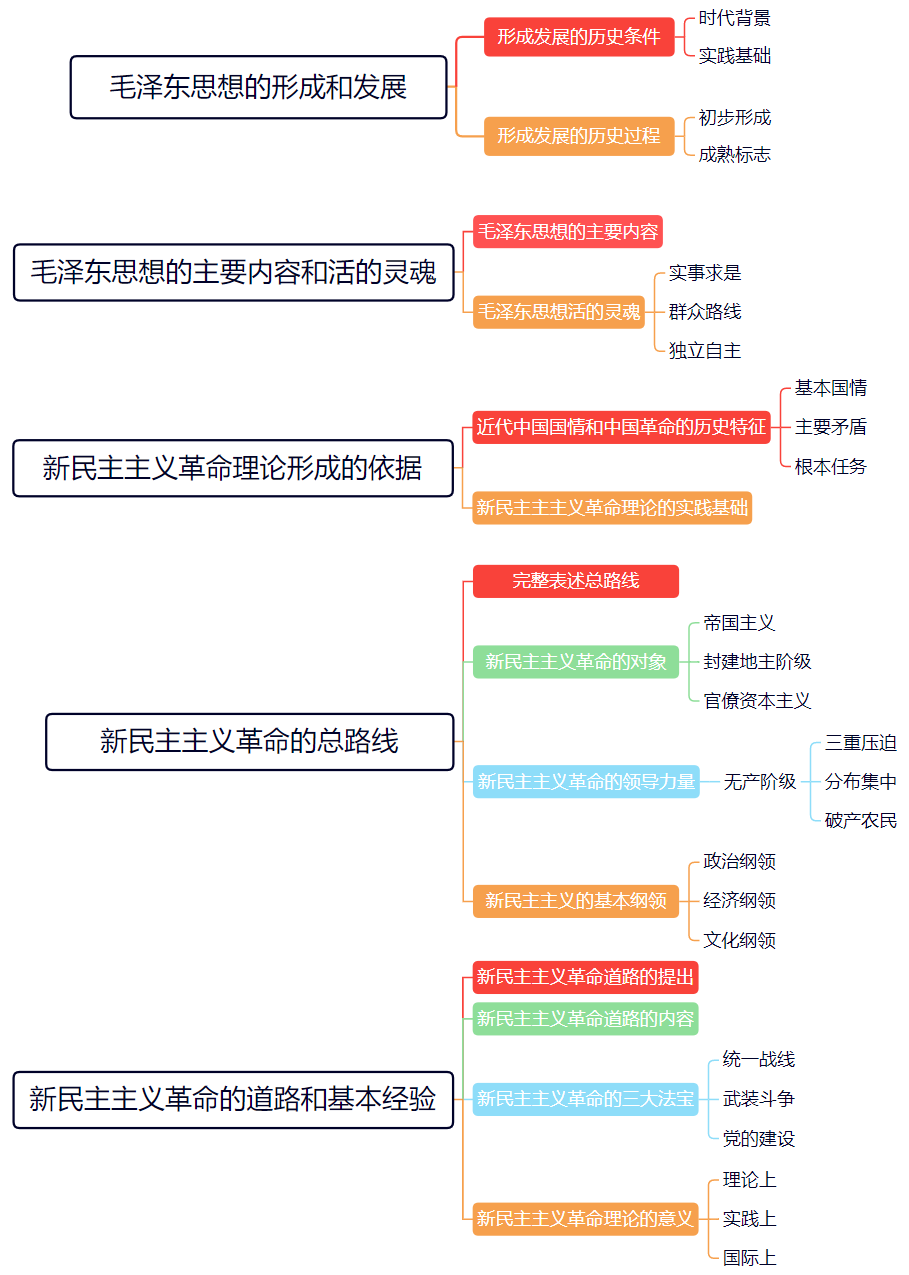 毛泽东思想的形成和发展
形成发展的历史条件
时代背景
实践基础
形成发展的历史过程
初步形成
成熟标志
毛泽东思想的主要内容和活的灵魂
毛泽东思想的主要内容
毛泽东思想活的灵魂
实事求是
群众路线
独立自主
新民主主义革命理论形成的依据
近代中国国情和中国革命的历史特征
基本国情
主要矛盾
根本任务
新民主主主义革命理论的实践基础
新民主主义革命的总路线
完整表述总路线
新民主主义革命的对象
帝国主义
封建地主阶级
官僚资本主义
新民主主义革命的领导力量
无产阶级
三重压迫
分布集中
破产农民
新民主主义的基本纲领
政治纲领
经济纲领
文化纲领
新民主主义革命的道路和基本经验
新民主主义革命道路的提出
新民主主义革命道路的内容
新民主主义革命的三大法宝
统一战线
武装斗争
党的建设
新民主主义革命理论的意义
理论上
实践上
国际上